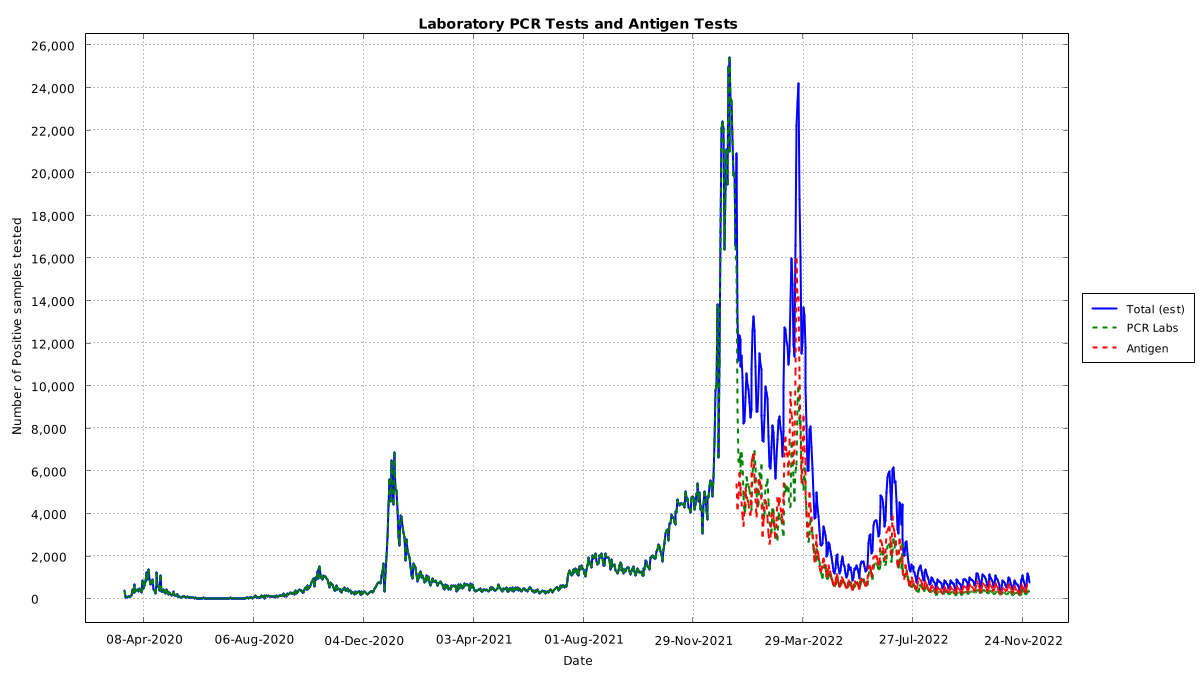 Laboratory PCR Tests and Antigen Tests
26,000
24,000
22,000
20,000
18,000
16,000
14,000
12,000
10,000
8,000
6,000
4,000
2,000
0
Number of Positive samples tested
08-Apr-2020 06-Aug-2020 04-Dec-2020 03-Apr-2021 01-Aug-2021 29-Nov-2021 29-Mar-2022 27-Jul-2022 24-Nov-2022
Date
Total (est)
PCR Labs
Antigen